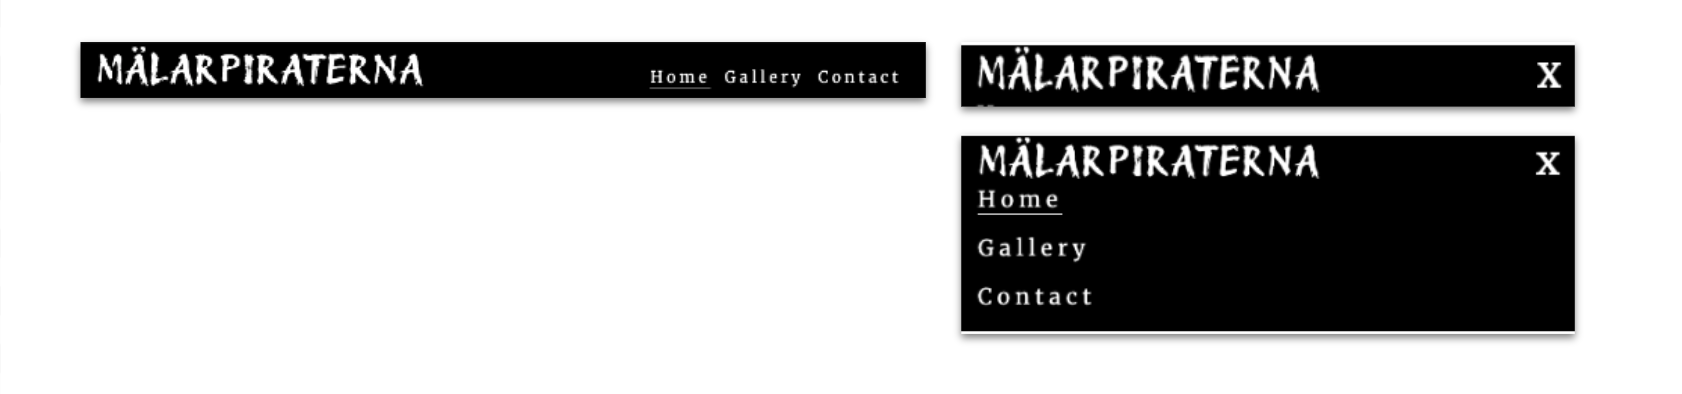 MÄLARPIRATERNA
Home Gallery Contact
MÄLARPIRATERNA X
MÄLARPIRATERNA X
Home
Gallery
Contact